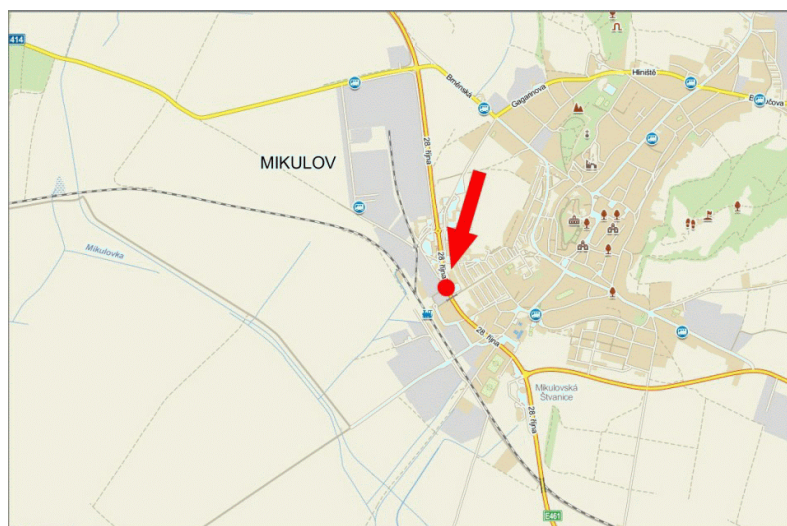 414
Brněnská
Gagarinova
Hliniště
28. října
MIKULOV
Mikulovka
28. října
28. října
Mikulovská
Štvanice
28. října
E461